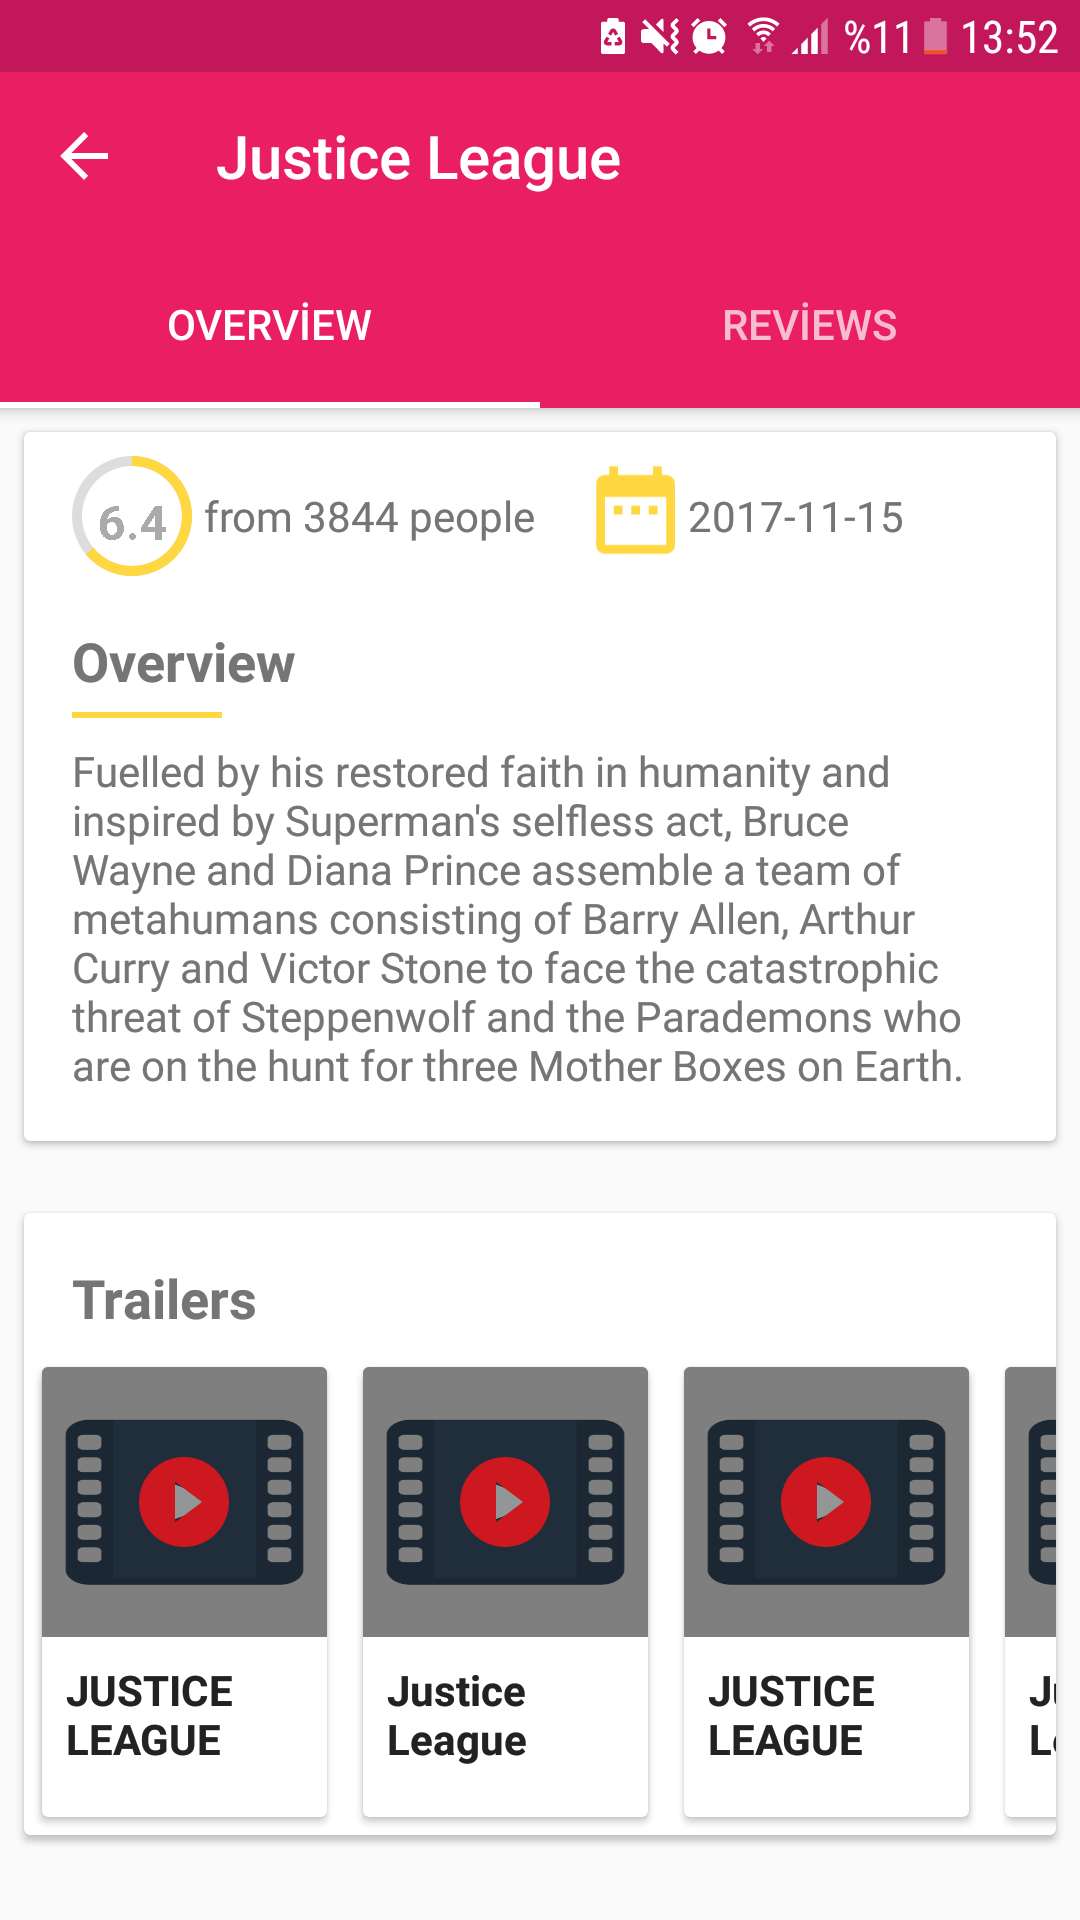 %11 13:52
Justice League
OVERVİEW REVİEWS
6.4 from 3844 people 2017-11-15
Overview
Fuelled by his restored faith in humanity and
inspired by Superman's selfless act, Bruce
Wayne and Diana Prince assemble a team of
metahumans consisting of Barry Allen, Arthur
Curry and Victor Stone to face the catastrophic
threat of Steppenwolf and the Parademons who
are on the hunt for three Mother Boxes on Earth.
Trailers
JUSTICE
LEAGUE
Justice
League
JUSTICE
LEAGUE